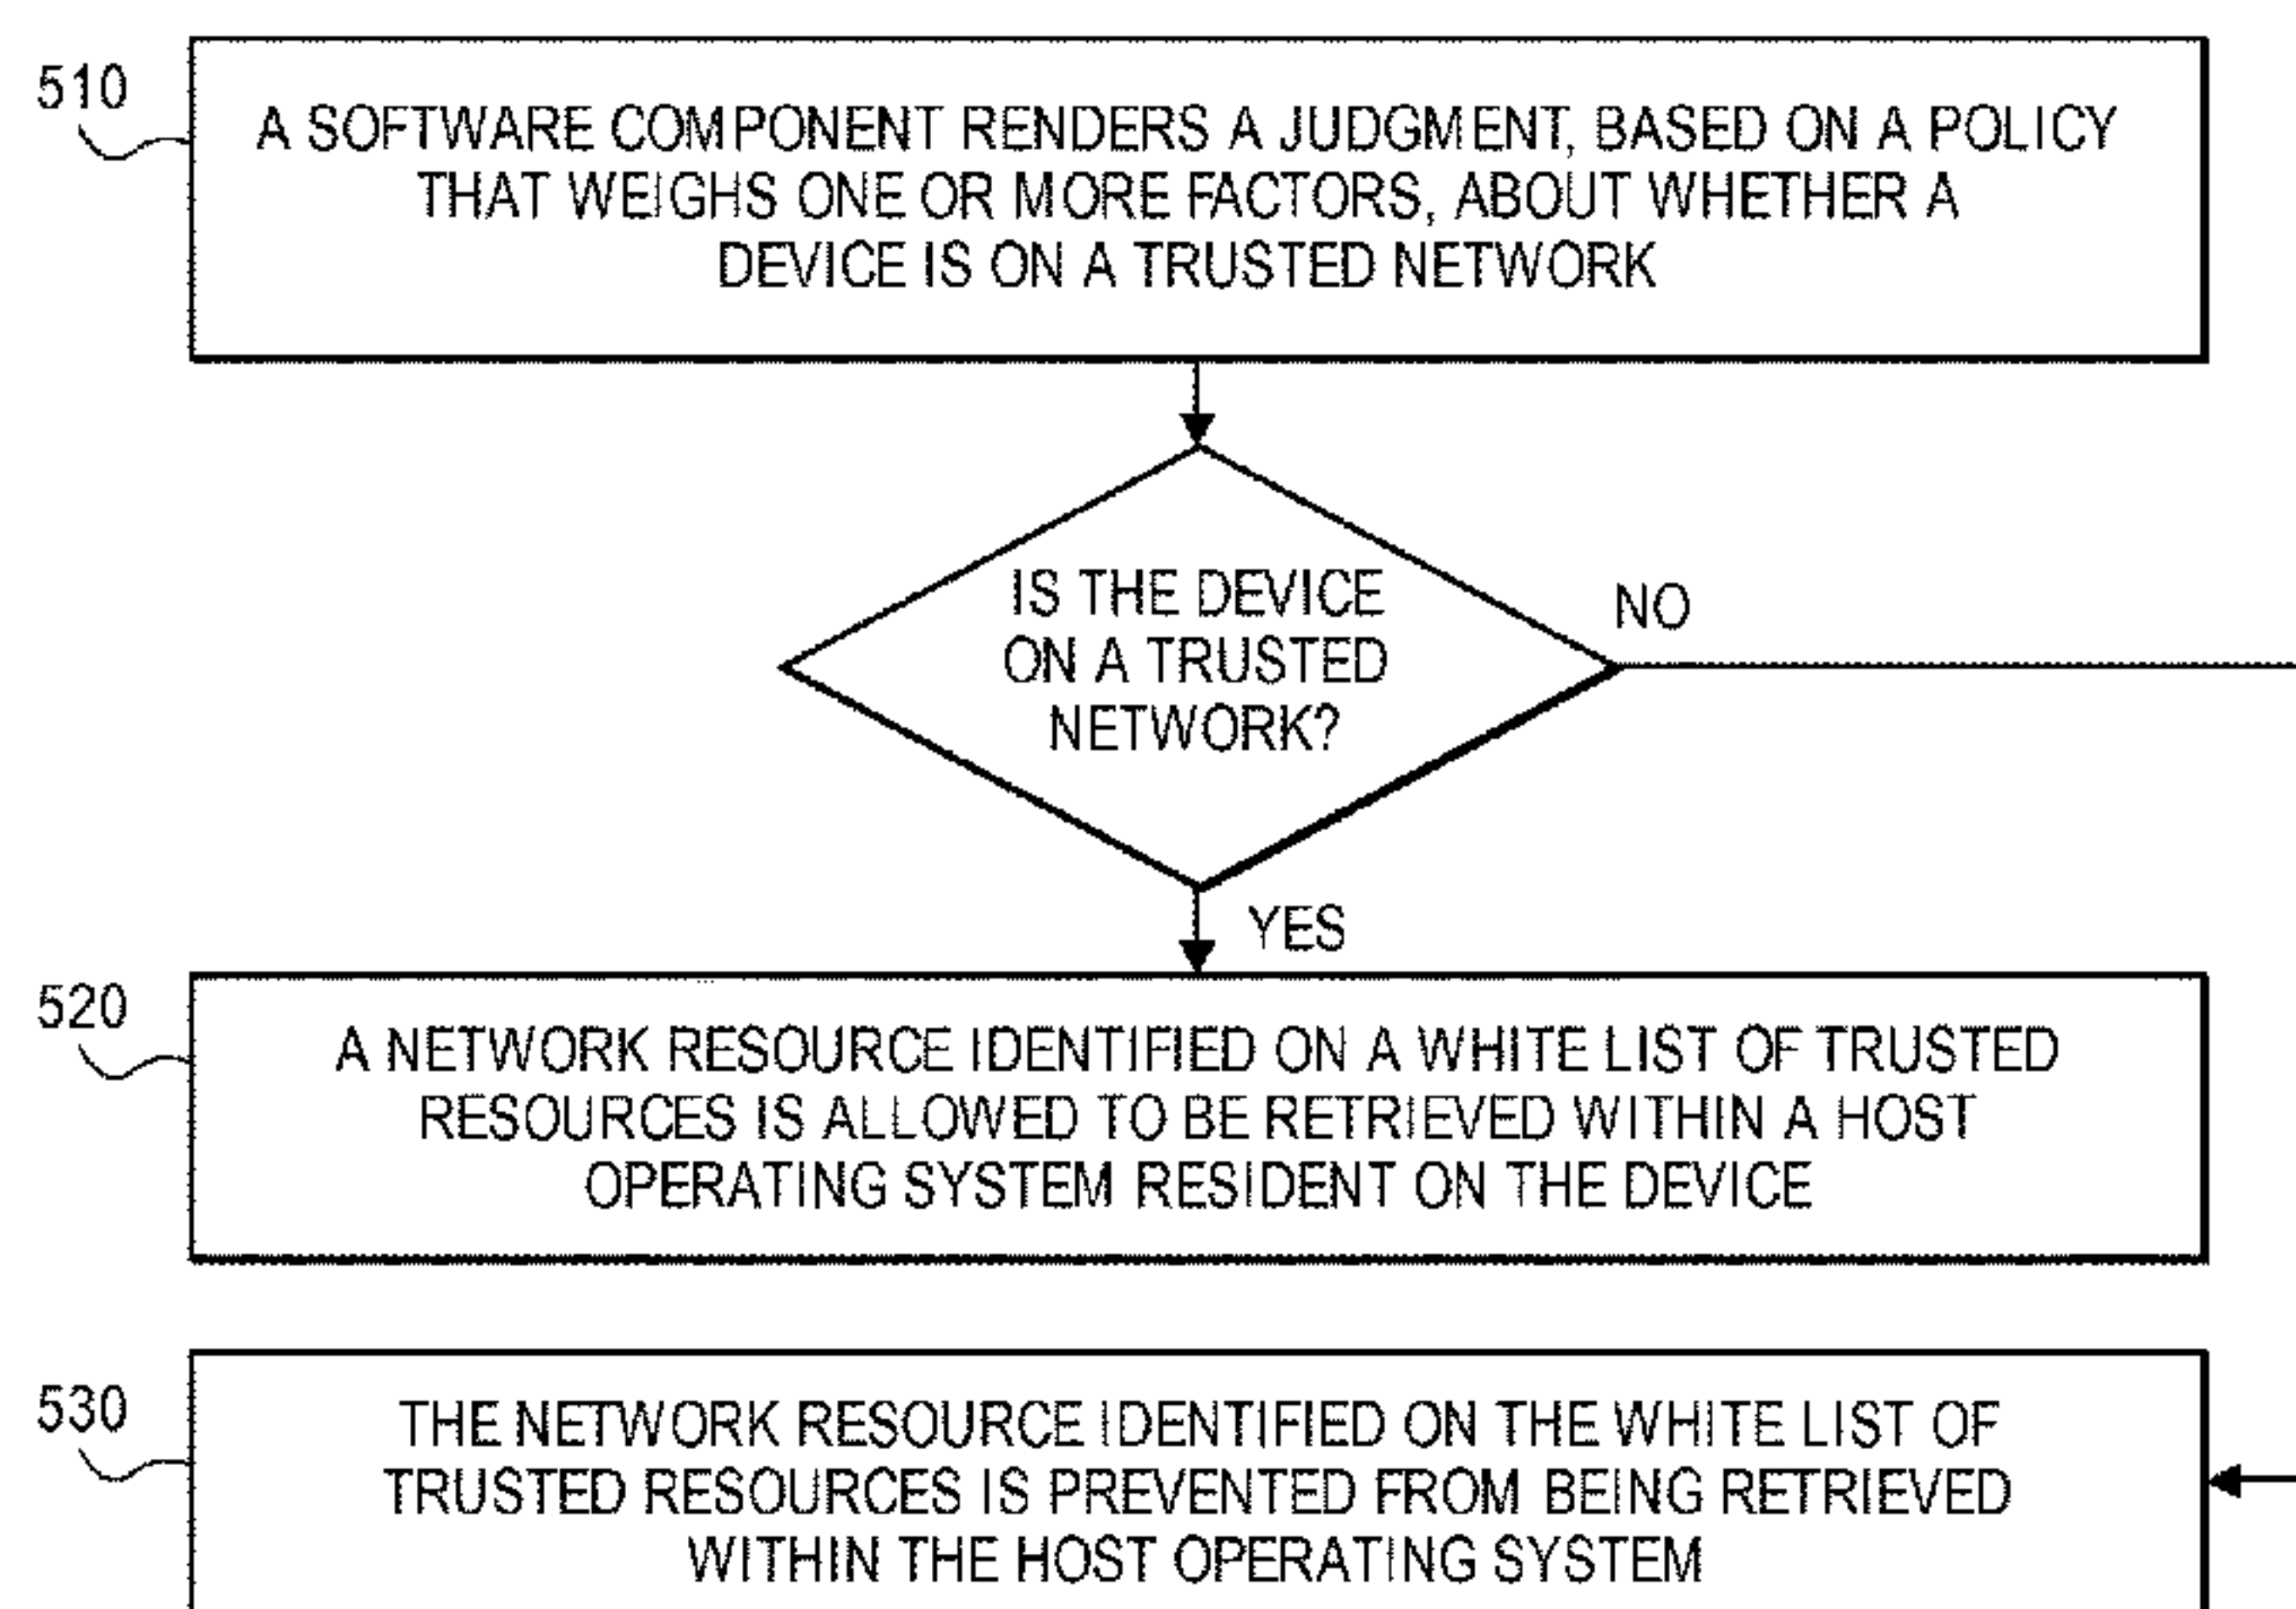 510
A SOFTWARE COMPONENT RENDERS A JUDGMENT, BASED ON A POLICY
THAT WEIGHS ONE OR MORE FACTORS, ABOUT WHETHER A
DEVICE IS ON A TRUSTED NETWORK
IS THE DEVICE
ON A TRUSTED
NETWORK?
NO
YES
520
A NETWORK RESOURCE IDENTIFIED ON A WHITE LIST OF TRUSTED
RESOURCES IS ALLOWED TO BE RETRIEVED WITHIN A HOST
OPERATING SYSTEM RESIDENT ON THE DEVICE
530
THE NETWORK RESOURCE IDENTIFIED ON THE WHITE LIST OF
TRUSTED RESOURCES IS PREVENTED FROM BEING RETRIEVED
WITHIN THE HOST OPERATING SYSTEM